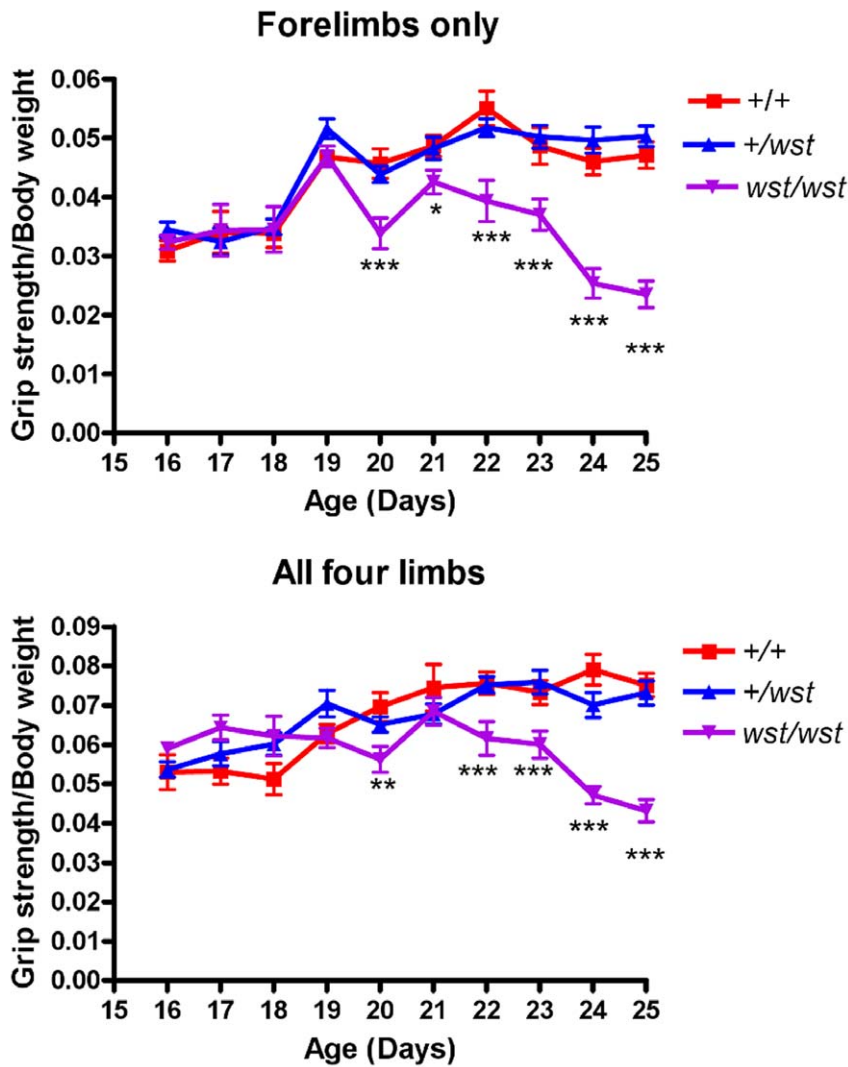 Forelimbs only
Grip strength/Body weight
0.06
0.05
0.04
0.03
0.02
0.01
0.00
+/+
+/wst
wst/wst
***
*
***
***
***
***
15 16 17 18 19 20 21 22 23 24 25
Age (Days)
All four limbs
Grip strength/Body weight
0.09
0.08
0.07
0.06
0.05
0.04
0.03
0.02
0.01
0.00
+/+
+/wst
wst/wst
**
***
***
***
***
15 16 17 18 19 20 21 22 23 24 25
Age (Days)